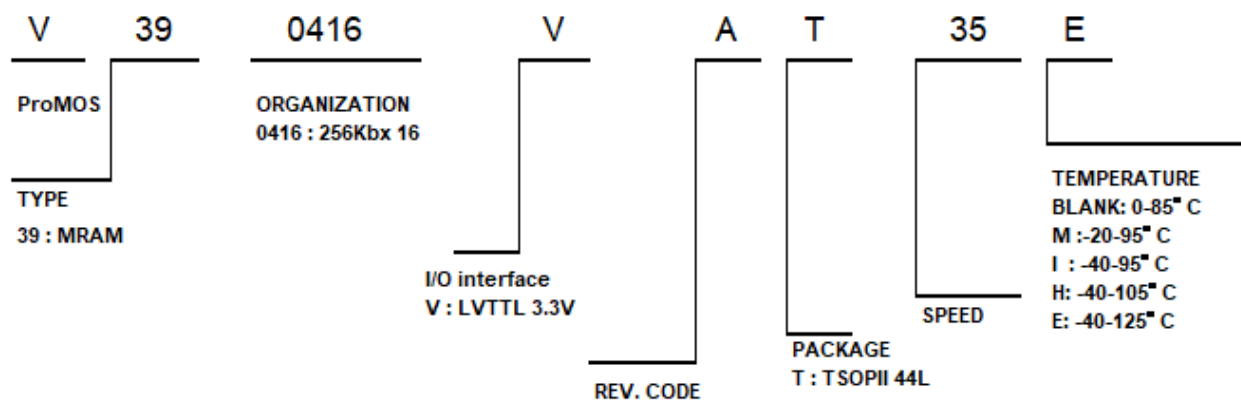 V 39 0416 V A T 35 E
ProMOS
ORGANIZATION
0416 : 256Kbx 16
TYPE
39 : MRAM
I/O interface
V : LVTTL 3.3V
REV. CODE
PACKAGE
T : TSOPII 44L
SPEED
TEMPERATURE
BLANK: 0-85° C
M :-20-95° C
I : -40-95° C
H: -40-105° C
E: -40-125° C